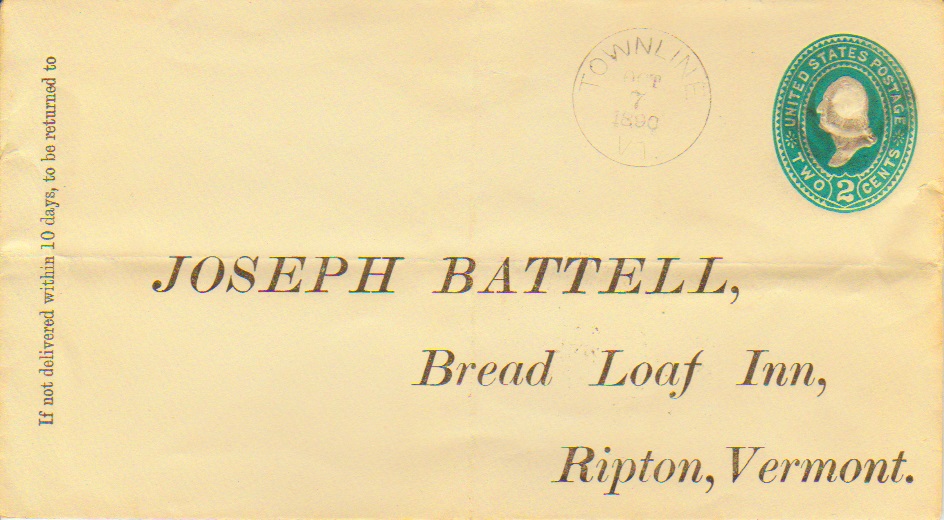 If not delivered within 10 days, to be returned to
TOWNLINE
7
1890
UNITED STATES POSTAGE
TWO 2 CENTS
JOSEPH BATTELL,
Bread Loaf Inn,
Ripton, Vermont.